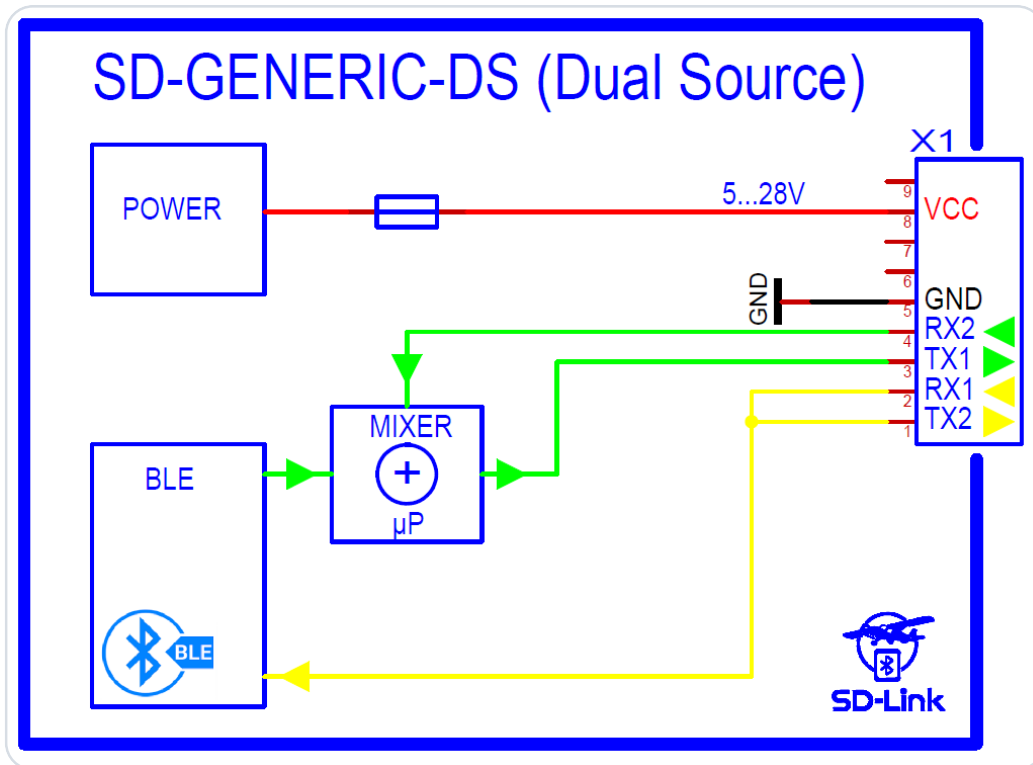 SD-GENERIC-DS (Dual Source)
X1
POWER
5...28V
9
VCC
8
7
6
GND
GND
5
RX2
4
TX1
3
RX1
2
TX2
1
MIXER
+
µP
BLE
BLE
SD-Link